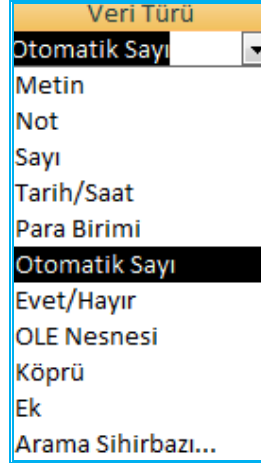 Veri Türü
Otomatik Sayı
Metin
Not
Sayı
Tarih/Saat
Para Birimi
Otomatik Sayı
Evet/Hayır
OLE Nesnesi
Köprü
Ek
Arama Sihirbazı...